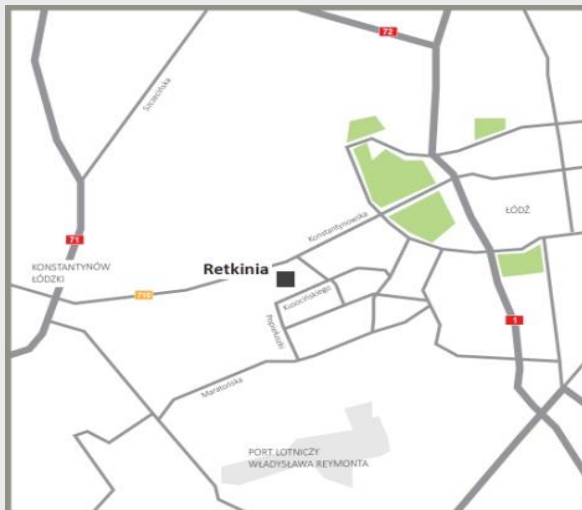 72
Szczecińska
ŁÓDŹ
Konstantynowska
71
KONSTANTYNÓW
ŁÓDZKI
Retkinia
710
Kusocińskiego
Popiełuszki
1
Maratońska
PORT LOTNICZY
WŁADYSŁAWA REYMONTA